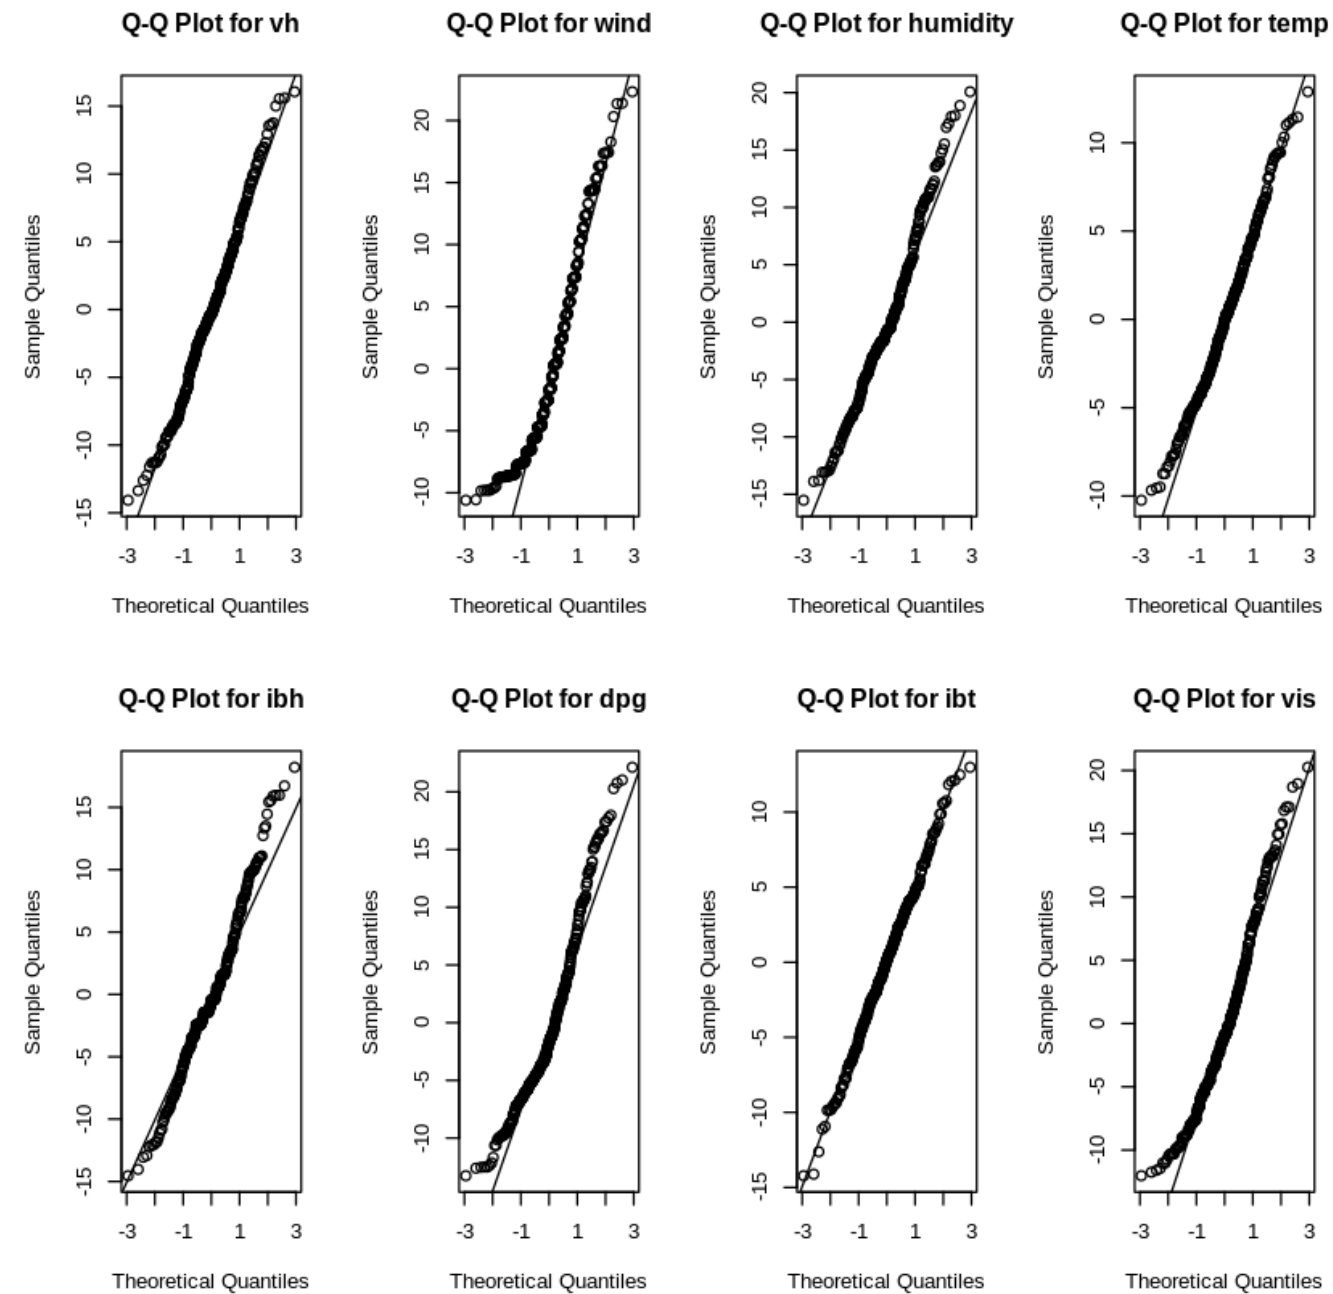 Q-Q Plot for vh
Sample Quantiles
15
10
5
0
-5
-10
-15
-3 -1 1 3
Theoretical Quantiles
Q-Q Plot for wind
Sample Quantiles
20
15
10
5
0
-5
-10
-3 -1 1 3
Theoretical Quantiles
Q-Q Plot for humidity
Sample Quantiles
20
15
10
5
0
-5
-10
-15
-3 -1 1 3
Theoretical Quantiles
Q-Q Plot for temp
Sample Quantiles
10
5
0
-5
-10
-3 -1 1 3
Theoretical Quantiles
Q-Q Plot for ibh
Sample Quantiles
15
10
5
0
-5
-10
-15
-3 -1 1 3
Theoretical Quantiles
Q-Q Plot for dpg
Sample Quantiles
20
15
10
5
0
-5
-10
-3 -1 1 3
Theoretical Quantiles
Q-Q Plot for ibt
Sample Quantiles
10
5
0
-5
-10
-15
-3 -1 1 3
Theoretical Quantiles
Q-Q Plot for vis
Sample Quantiles
20
15
10
5
0
-5
-10
-3 -1 1 3
Theoretical Quantiles